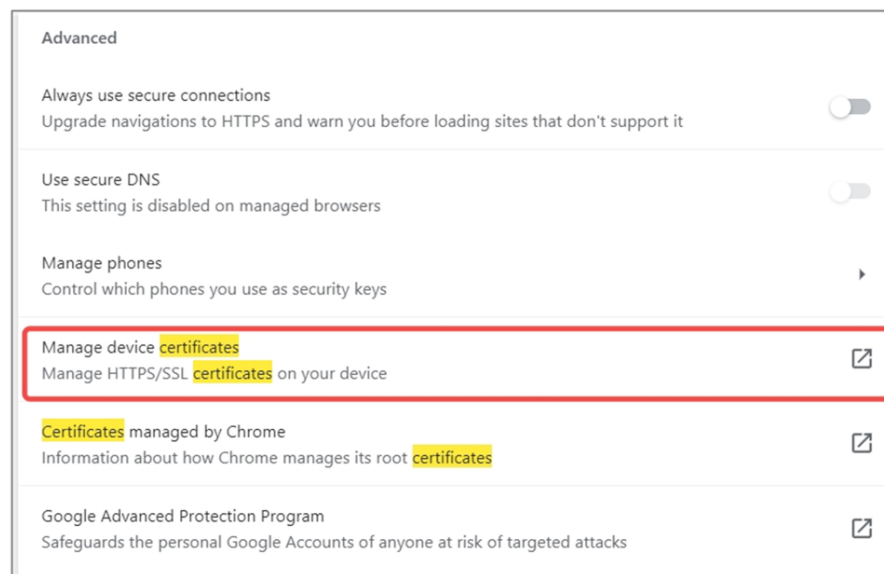 Advanced
Always use secure connections
Upgrade navigations to HTTPS and warn you before loading sites that don't support it
Use secure DNS
This setting is disabled on managed browsers
Manage phones
Control which phones you use as security keys
Manage device certificates
Manage HTTPS/SSL certificates on your device
Certificates managed by Chrome
Information about how Chrome manages its root certificates
Google Advanced Protection Program
Safeguards the personal Google Accounts of anyone at risk of targeted attacks